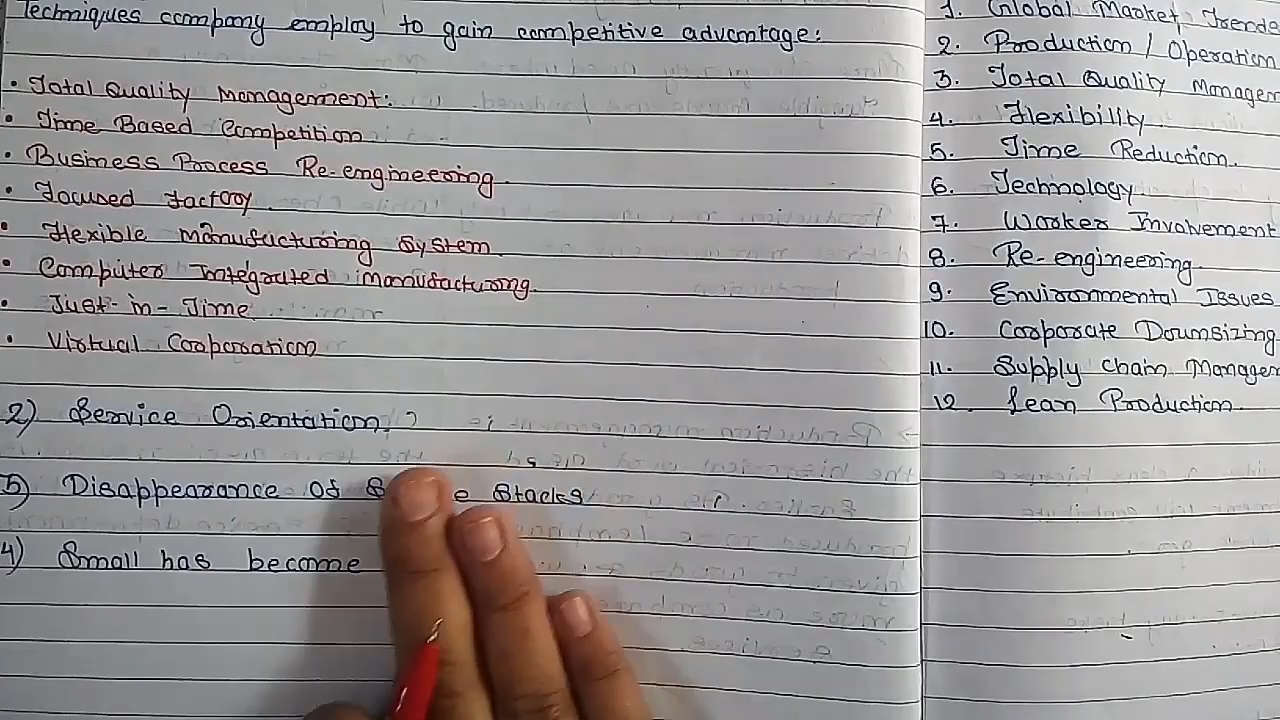 Techniques company employ to gain competitive advantage:
• Total Quality Management:
• Time Based Competition
• Business Process Re-engineering
• Focused Factory
• Flexible Manufacturing System
• Computer Integrated Manufacturing
• Just-in-Time
• Virtual Corporation
2) Service Orientation
3) Disappearance Of Stacks
4) Small has become
1. Global Market Trends
2. Production / Operation
3. Total Quality Managem
4. Flexibility
5. Time Reduction.
6. Technology
7. Worker Involvement
8. Re-engineering
9. Environmental Issues
10. Corporate Downsizing
11. Supply Chain Manager
12. Lean Production